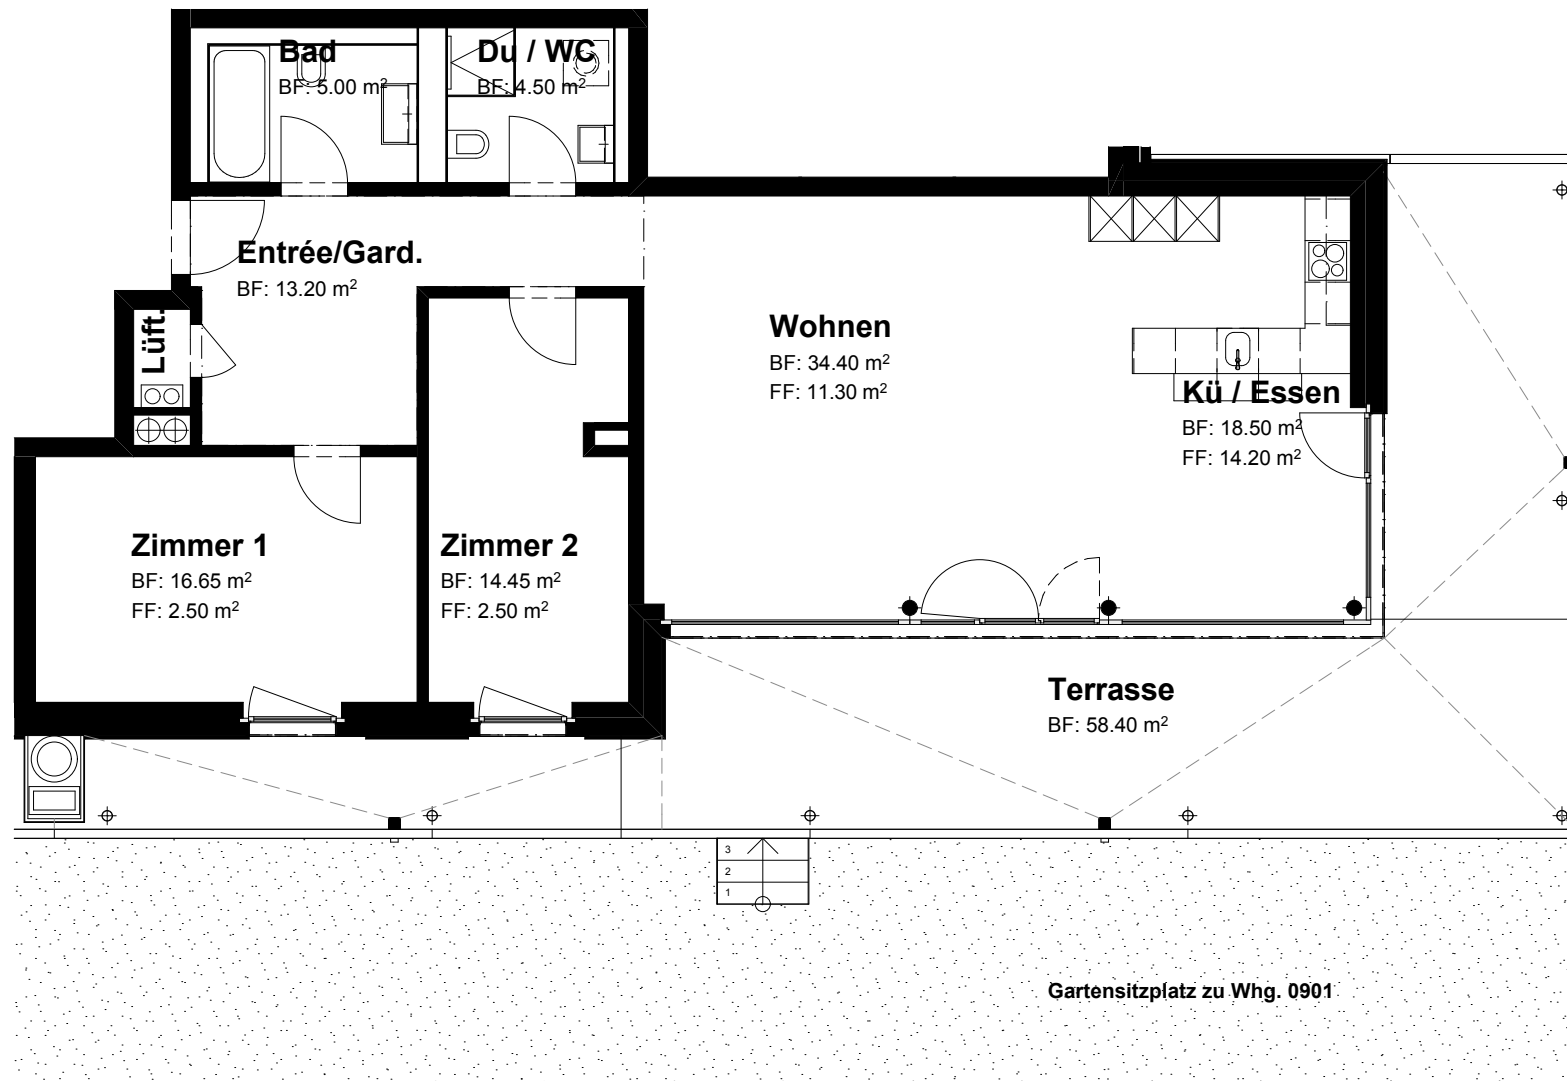 Bad
BF: 5.00 m²
Du / WC
BF: 4.50 m²
Entrée/Gard.
BF: 13.20 m²
Lüft.
Wohnen
BF: 34.40 m²
FF: 11.30 m²
Kü / Essen
BF: 18.50 m²
FF: 14.20 m²
Zimmer 1
BF: 16.65 m²
FF: 2.50 m²
Zimmer 2
BF: 14.45 m²
FF: 2.50 m²
Terrasse
BF: 58.40 m²
3
2
1
Gartensitzplatz zu Whg. 0901